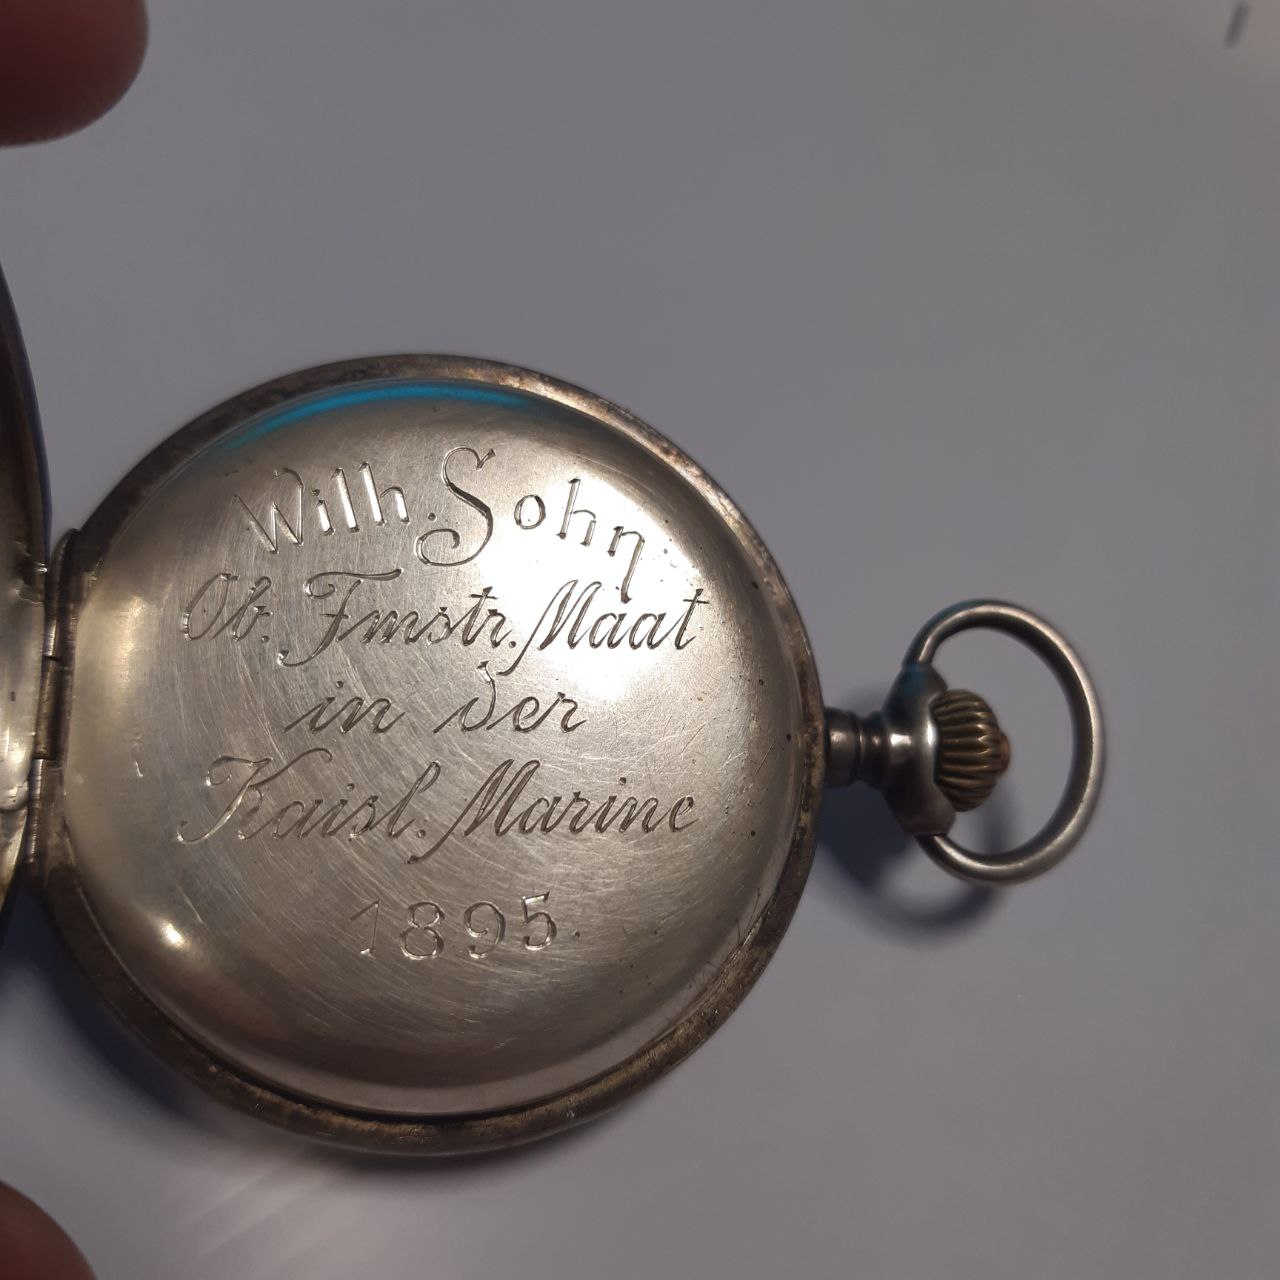 Wilh. Sohn
Ob. Fmstr. Maat
in der
Kaisl. Marine
1895.